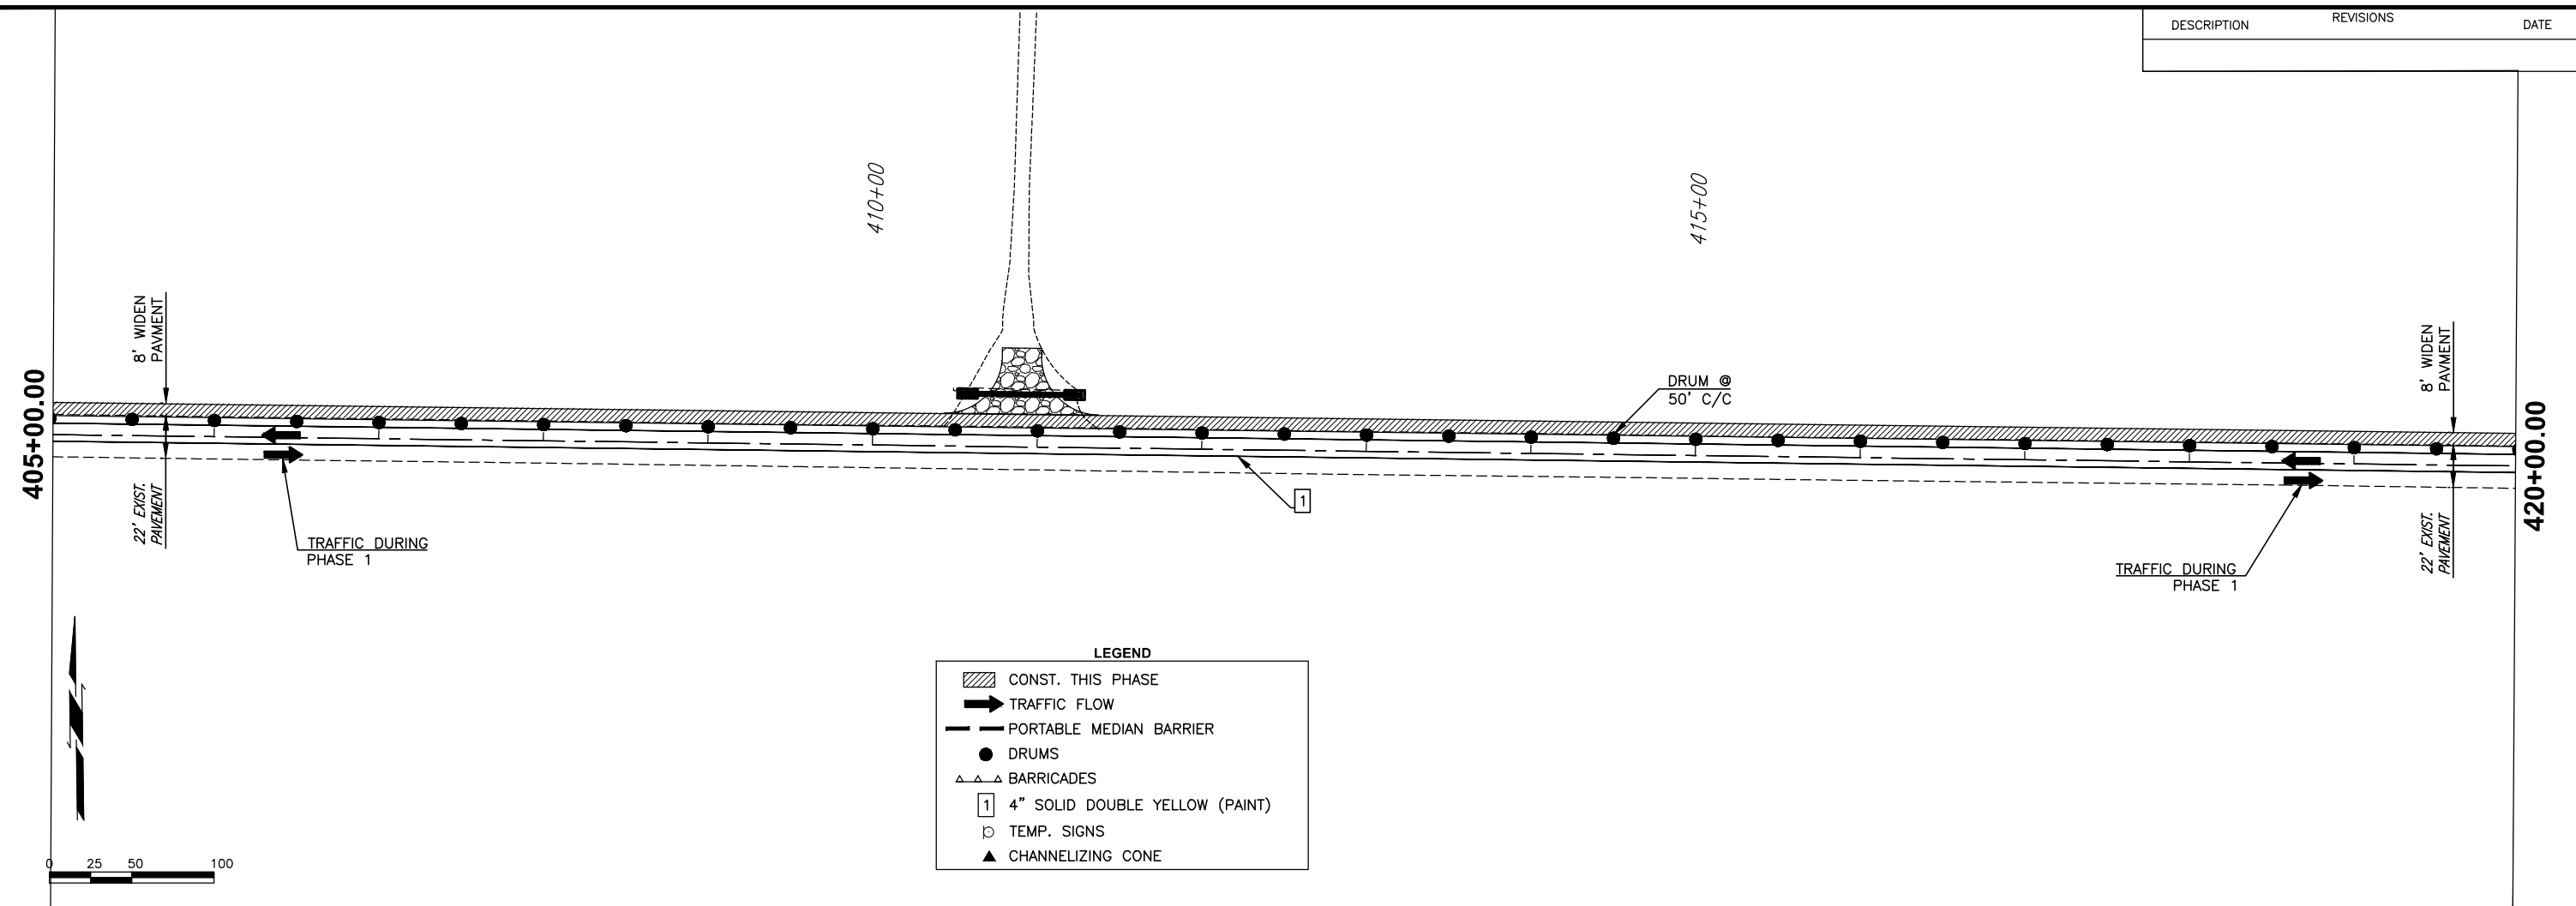 REVISIONS
DESCRIPTION
DATE
410+00
415+00
8' WIDEN
PAVMENT
8' WIDEN
PAVMENT
405+00.00
420+00.00
DRUM @
50' C/C
1
22' EXIST.
PAVEMENT
22' EXIST.
PAVEMENT
TRAFFIC DURING
PHASE 1
TRAFFIC DURING
PHASE 1
LEGEND
CONST. THIS PHASE
TRAFFIC FLOW
PORTABLE MEDIAN BARRIER
DRUMS
BARRICADES
1 4" SOLID DOUBLE YELLOW (PAINT)
TEMP. SIGNS
CHANNELIZING CONE
0 25 50 100